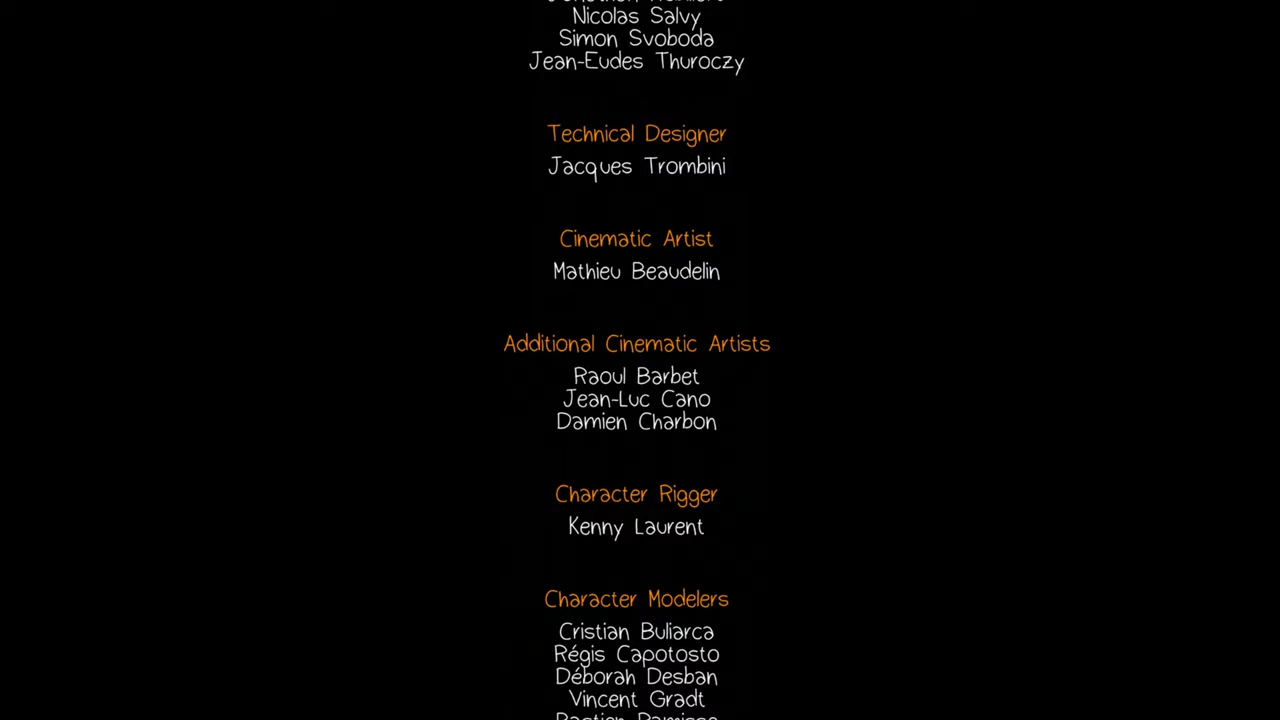 Nicolas Salvy
Simon Svoboda
Jean-Eudes Thuroczy
Technical Designer
Jacques Trombini
Cinematic Artist
Mathieu Beaudelin
Additional Cinematic Artists
Raoul Barbet
Jean-Luc Cano
Damien Charbon
Character Rigger
Kenny Laurent
Character Modelers
Cristian Buliarca
Régis Capotosto
Déborah Desban
Vincent Gradt